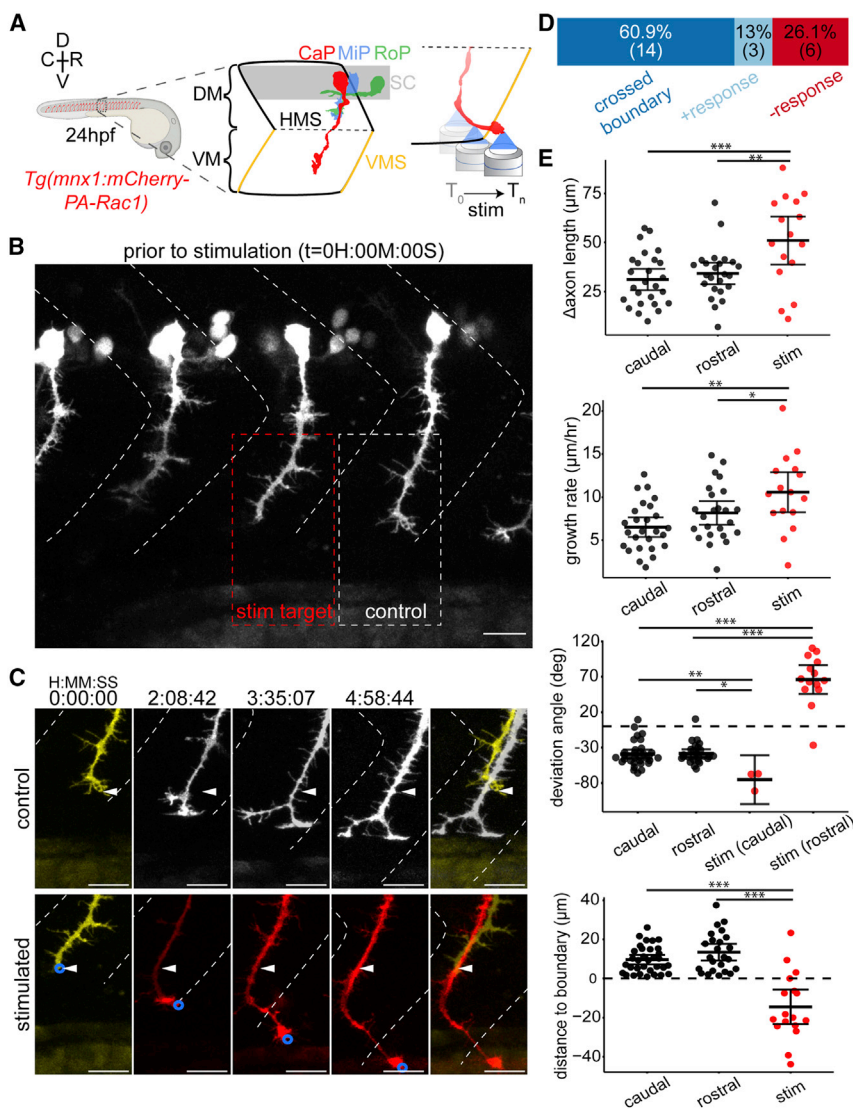 A
D
C R
V
24hpf
Tg(mnx1:mCherry-
PA-Rac1)
CaP MiP RoP
DM
SC
HMS
VM
VMS
T0 Tn
stim
B
prior to stimulation (t=0H:00M:00S)
stim target
control
C
H:MM:SS
0:00:00 2:08:42 3:35:07 4:58:44
control
stimulated
D
60.9% 13% 26.1%
(14) (3) (6)
crossed
boundary
+response
-response
E
***
**
Δaxon length (µm)
75
50
25
caudal rostral stim
**
*
growth rate (µm/hr)
20
15
10
5
caudal rostral stim
***
***
**
*
deviation angle (deg)
120
70
20
-30
-80
caudal rostral stim (caudal) stim (rostral)
***
***
distance to boundary (µm)
40
20
0
−20
−40
caudal rostral stim